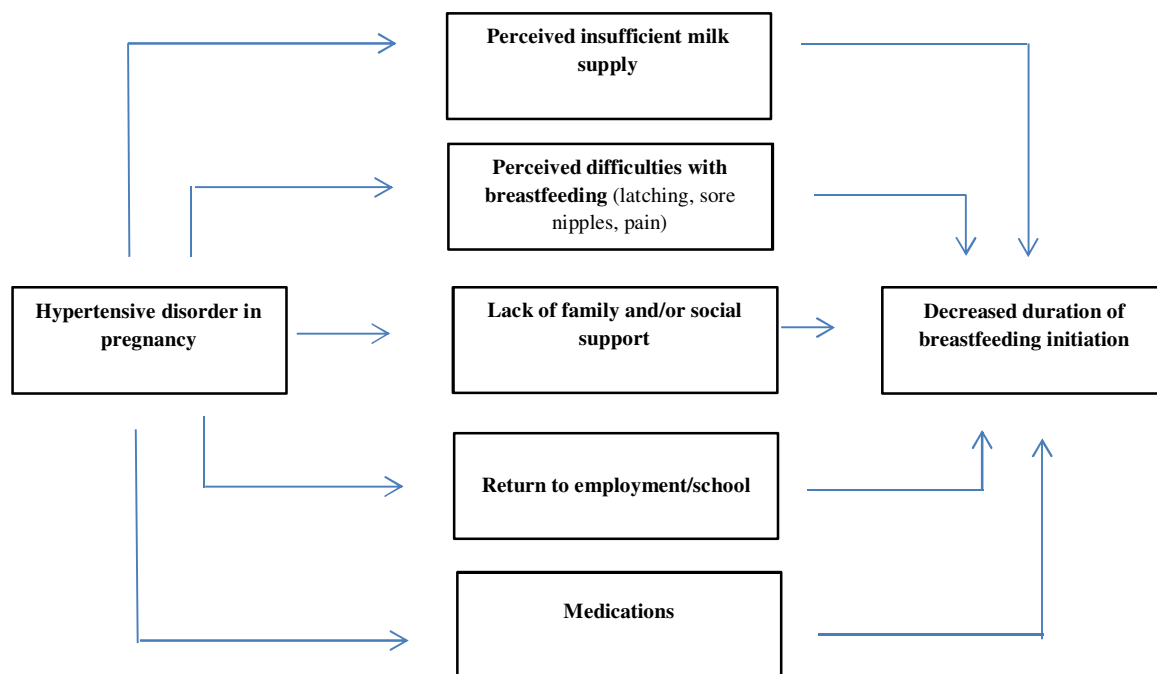 Perceived insufficient milk
supply
Perceived difficulties with
breastfeeding (latching, sore
nipples, pain)
Hypertensive disorder in
pregnancy
Lack of family and/or social
support
Decreased duration of
breastfeeding initiation
Return to employment/school
Medications